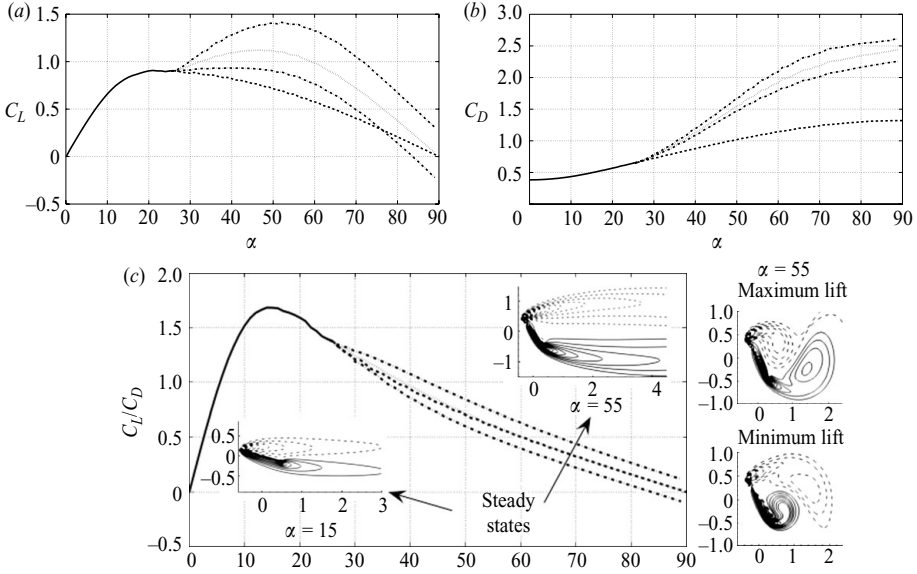 (a)
1.5
1.0
C_L
0.5
0
–0.5
0 10 20 30 40 50 60 70 80 90
α
(b)
3.0
2.5
2.0
C_D
1.5
1.0
0.5
0 10 20 30 40 50 60 70 80 90
α
(c)
2.0
1.5
1.0
C_L/C_D
0.5
0
–0.5
0 10 20 30 40 50 60 70 80 90
1
0
–1
0 2 4
α = 55
0.5
0
–0.5
0 1 2 3
α = 15
Steady
states
α = 55
Maximum lift
1.0
0.5
0
–0.5
–1.0
0 1 2
Minimum lift
1.0
0.5
0
–0.5
–1.0
0 1 2